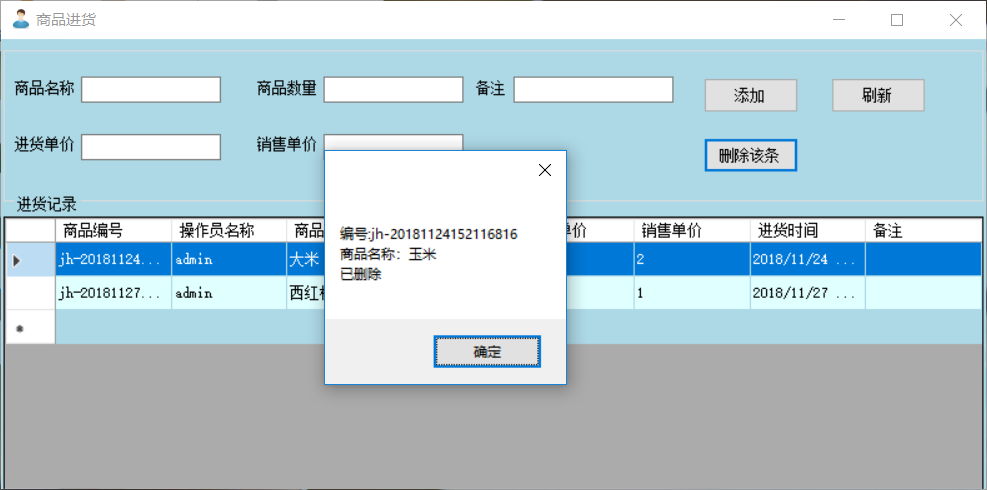 商品进货
商品名称 商品数量 备注 添加 刷新
进货单价 销售单价 删除该条
进货记录
商品编号 操作员名称 商品 单价 销售单价 进货时间 备注
jh-20181124... admin 大米 2 2018/11/24 ...
jh-20181127... admin 西红 1 2018/11/27 ...
编号:jh-20181124152116816
商品名称：玉米
已删除
确定